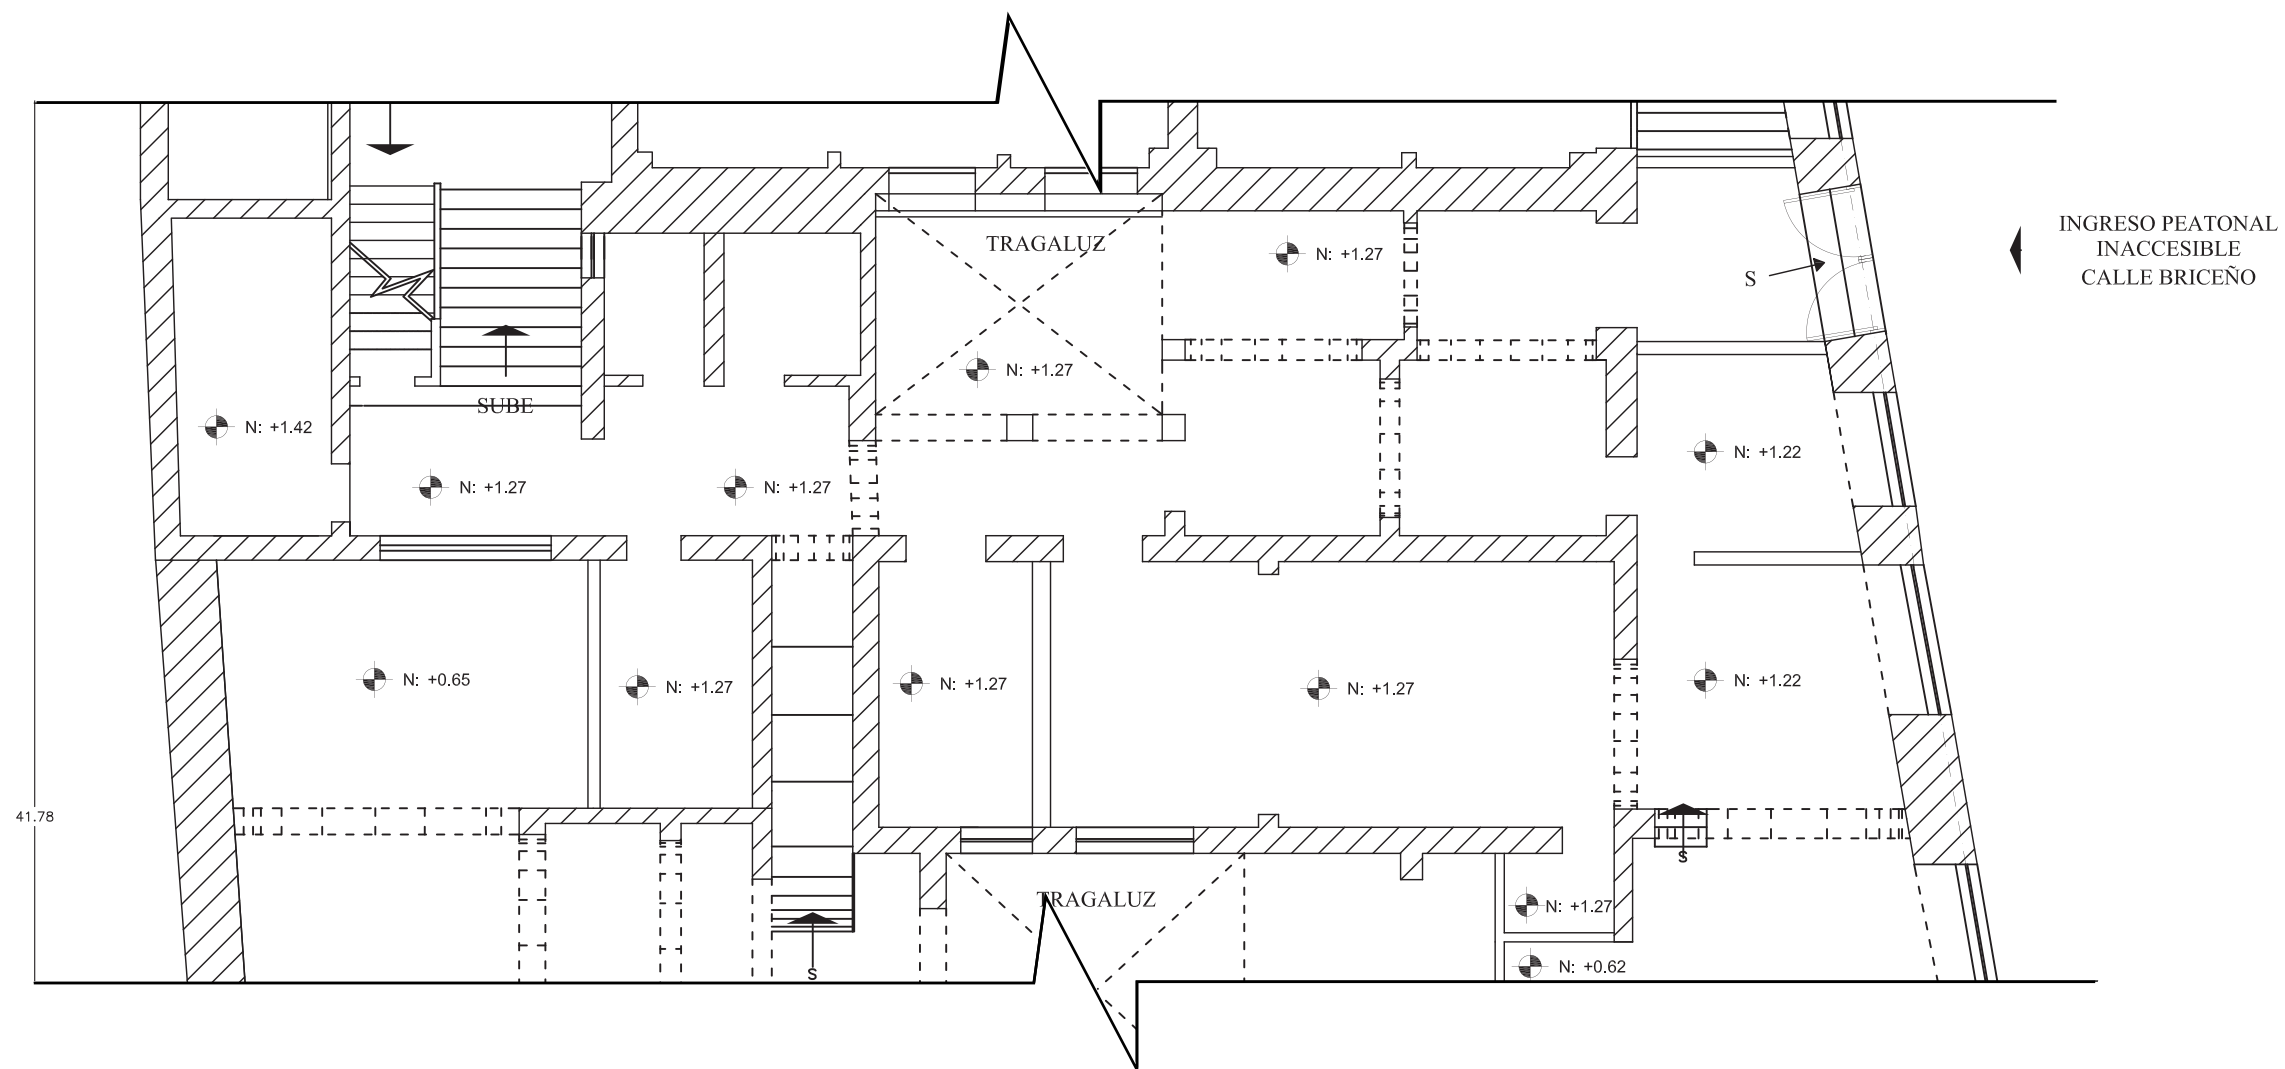 INGRESO PEATONAL
INACCESIBLE
CALLE BRICEÑO
TRAGALUZ
N: +1.27
S
N: +1.27
SUBE
N: +1.42
N: +1.22
N: +1.27
N: +1.27
N: +0.65
N: +1.27
N: +1.27
N: +1.27
N: +1.22
41.78
S
TRAGALUZ
N: +1.27
N: +0.62
S